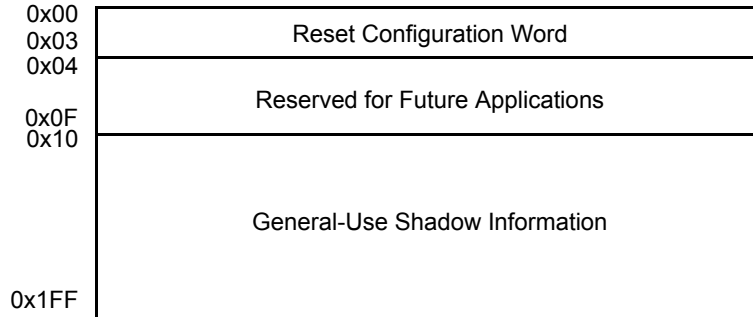 0x00
Reset Configuration Word
0x03
0x04
Reserved for Future Applications
0x0F
0x10
General-Use Shadow Information
0x1FF